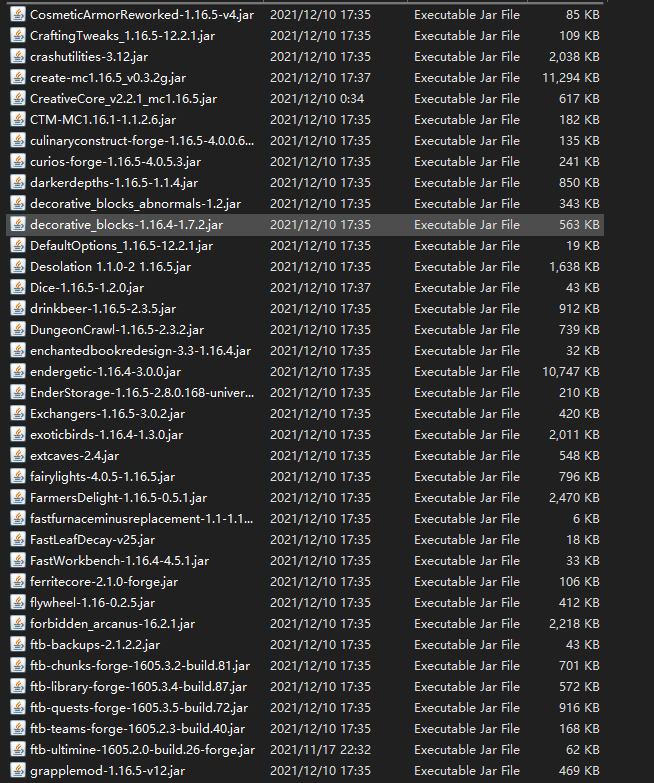 CosmeticArmorReworked-1.16.5-v4.jar 2021/12/10 17:35 Executable Jar File 85 KB
CraftingTweaks_1.16.5-12.2.1.jar 2021/12/10 17:35 Executable Jar File 109 KB
crashutilities-3.12.jar 2021/12/10 17:35 Executable Jar File 2,038 KB
create-mc1.16.5_v0.3.2g.jar 2021/12/10 17:37 Executable Jar File 11,294 KB
CreativeCore_v2.2.1_mc1.16.5.jar 2021/12/10 0:34 Executable Jar File 617 KB
CTM-MC1.16.1-1.1.2.6.jar 2021/12/10 17:35 Executable Jar File 182 KB
culinaryconstruct-forge-1.16.5-4.0.0.6... 2021/12/10 17:35 Executable Jar File 135 KB
curios-forge-1.16.5-4.0.5.3.jar 2021/12/10 17:35 Executable Jar File 241 KB
darkerdepths-1.16.5-1.1.4.jar 2021/12/10 17:35 Executable Jar File 850 KB
decorative_blocks_abnormals-1.2.jar 2021/12/10 17:35 Executable Jar File 343 KB
decorative_blocks-1.16.4-1.7.2.jar 2021/12/10 17:35 Executable Jar File 563 KB
DefaultOptions_1.16.5-12.2.1.jar 2021/12/10 17:35 Executable Jar File 19 KB
Desolation 1.1.0-2 1.16.5.jar 2021/12/10 17:35 Executable Jar File 1,638 KB
Dice-1.16.5-1.2.0.jar 2021/12/10 17:37 Executable Jar File 43 KB
drinkbeer-1.16.5-2.3.5.jar 2021/12/10 17:35 Executable Jar File 912 KB
DungeonCrawl-1.16.5-2.3.2.jar 2021/12/10 17:35 Executable Jar File 739 KB
enchantedbookredesign-3.3-1.16.4.jar 2021/12/10 17:35 Executable Jar File 32 KB
endergetic-1.16.4-3.0.0.jar 2021/12/10 17:35 Executable Jar File 10,747 KB
EnderStorage-1.16.5-2.8.0.168-univer... 2021/12/10 17:35 Executable Jar File 210 KB
Exchangers-1.16.5-3.0.2.jar 2021/12/10 17:35 Executable Jar File 420 KB
exoticbirds-1.16.4-1.3.0.jar 2021/12/10 17:35 Executable Jar File 2,011 KB
extcaves-2.4.jar 2021/12/10 17:35 Executable Jar File 548 KB
fairylights-4.0.5-1.16.5.jar 2021/12/10 17:35 Executable Jar File 796 KB
FarmersDelight-1.16.5-0.5.1.jar 2021/12/10 17:35 Executable Jar File 2,470 KB
fastfurnaceminusreplacement-1.1-1.1... 2021/12/10 17:35 Executable Jar File 6 KB
FastLeafDecay-v25.jar 2021/12/10 17:35 Executable Jar File 18 KB
FastWorkbench-1.16.4-4.5.1.jar 2021/12/10 17:35 Executable Jar File 33 KB
ferritecore-2.1.0-forge.jar 2021/12/10 17:35 Executable Jar File 106 KB
flywheel-1.16-0.2.5.jar 2021/12/10 17:35 Executable Jar File 412 KB
forbidden_arcanus-16.2.1.jar 2021/12/10 17:35 Executable Jar File 2,218 KB
ftb-backups-2.1.2.2.jar 2021/12/10 17:35 Executable Jar File 43 KB
ftb-chunks-forge-1605.3.2-build.81.jar 2021/12/10 17:35 Executable Jar File 701 KB
ftb-library-forge-1605.3.4-build.87.jar 2021/12/10 17:35 Executable Jar File 572 KB
ftb-quests-forge-1605.3.5-build.72.jar 2021/12/10 17:35 Executable Jar File 916 KB
ftb-teams-forge-1605.2.3-build.40.jar 2021/12/10 17:35 Executable Jar File 168 KB
ftb-ultimine-1605.2.0-build.26-forge.jar 2021/11/17 22:32 Executable Jar File 62 KB
grapplemod-1.16.5-v12.jar 2021/12/10 17:35 Executable Jar File 469 KB